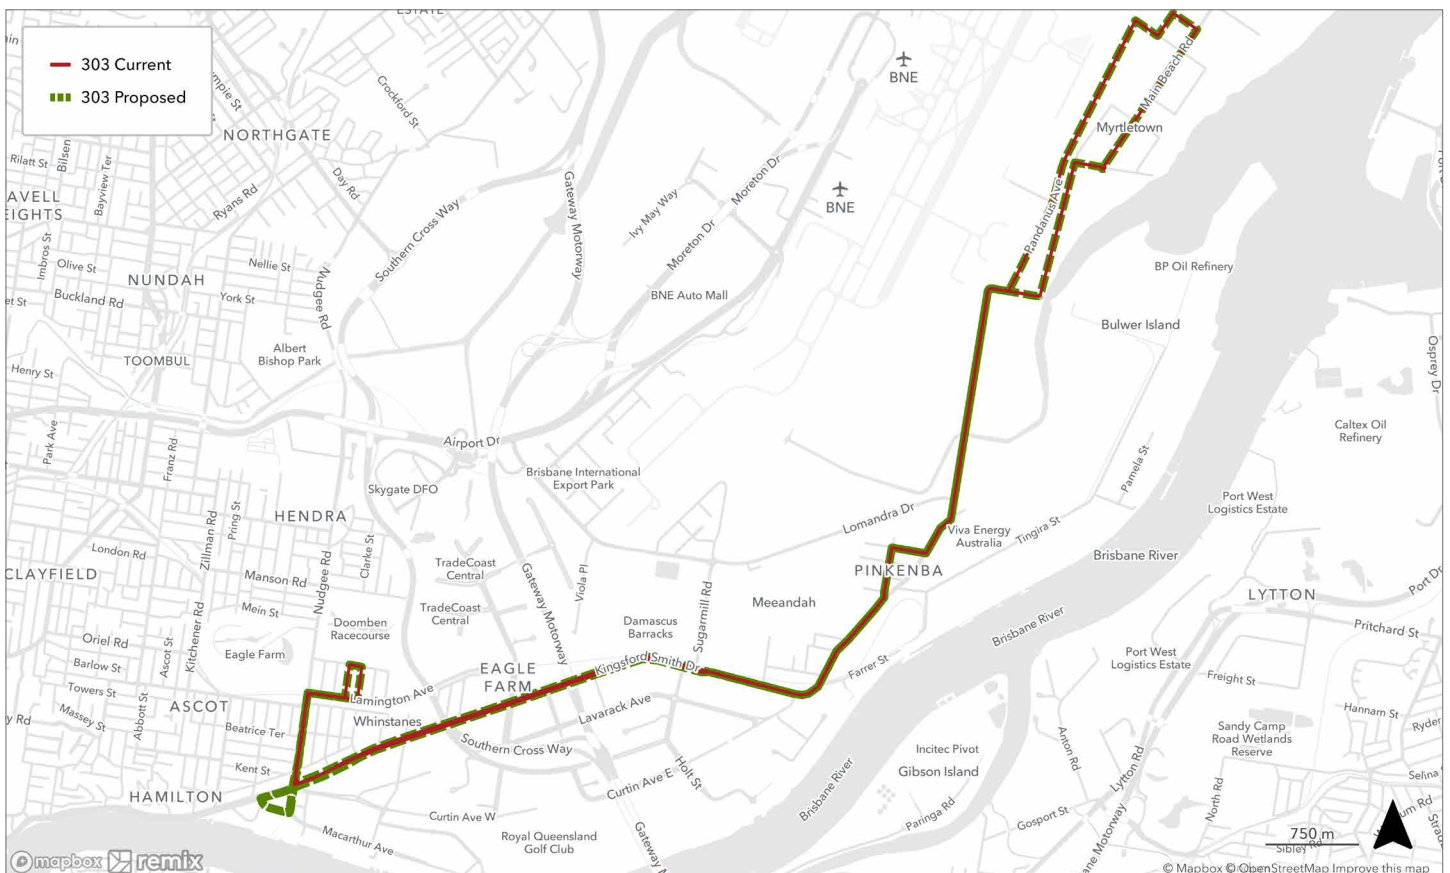 ESTATE
303 Current
303 Proposed
BNE
Crockford St
NORTHGATE
Main Beach Rd
Myrtletown
Rilatt St
Bilsen
Bayview Ter
Day Rd
Ryans Rd
Gateway Motorway
Moreton Dr
Ivy May Way
BNE
Pandanus Ave
Southern Cross Way
Moreton Dr
Imbros St
Olive St
Nellie St
Nudgee Rd
NUNDAH
Buckland Rd
York St
BNE Auto Mall
BP Oil Refinery
Bulwer Island
TOOMBUL
Albert
Bishop Park
Henry St
Osprey Dr
Park Ave
Franz Rd
Airport Dr
Caltex Oil
Refinery
Brisbane International
Export Park
Pamela St
Skygate DFO
Port West
Logistics Estate
HENDRA
Pring St
Zillman Rd
Lomandra Dr
Viva Energy
Australia
Tingira St
London Rd
Clarke St
Brisbane River
CLAYFIELD
Manson Rd
Nudgee Rd
TradeCoast
Central
Gateway Motorway
Viola Pl
PINKENBA
Port Dr
LYTTON
Mein St
Kitchener Rd
Doomben
Racecourse
TradeCoast
Central
Damascus
Barracks
Sugarmill Rd
Meeandah
Brisbane River
Pritchard St
Oriel Rd
Ascot St
Eagle Farm
Barlow St
Kingsford Smith Dr
Farrer St
Port West
Logistics Estate
EAGLE
FARM
Freight St
Towers St
Abbott St
ASCOT
Lamington Ave
Lavarack Ave
Hannam St
Massey St
Beatrice Ter
Whinstanes
Southern Cross Way
Incitec Pivot
Gibson Island
Anton Rd
Sandy Camp
Road Wetlands
Reserve
Kent St
Holt St
Lytton Rd
HAMILTON
Curtin Ave E
Brisbane River
North Rd
Paringa Rd
Gosport St
Curtin Ave W
Macarthur Ave
Royal Queensland
Golf Club
750 m
Sibley Rd
mapbox remix
© Mapbox © OpenStreetMap Improve this map